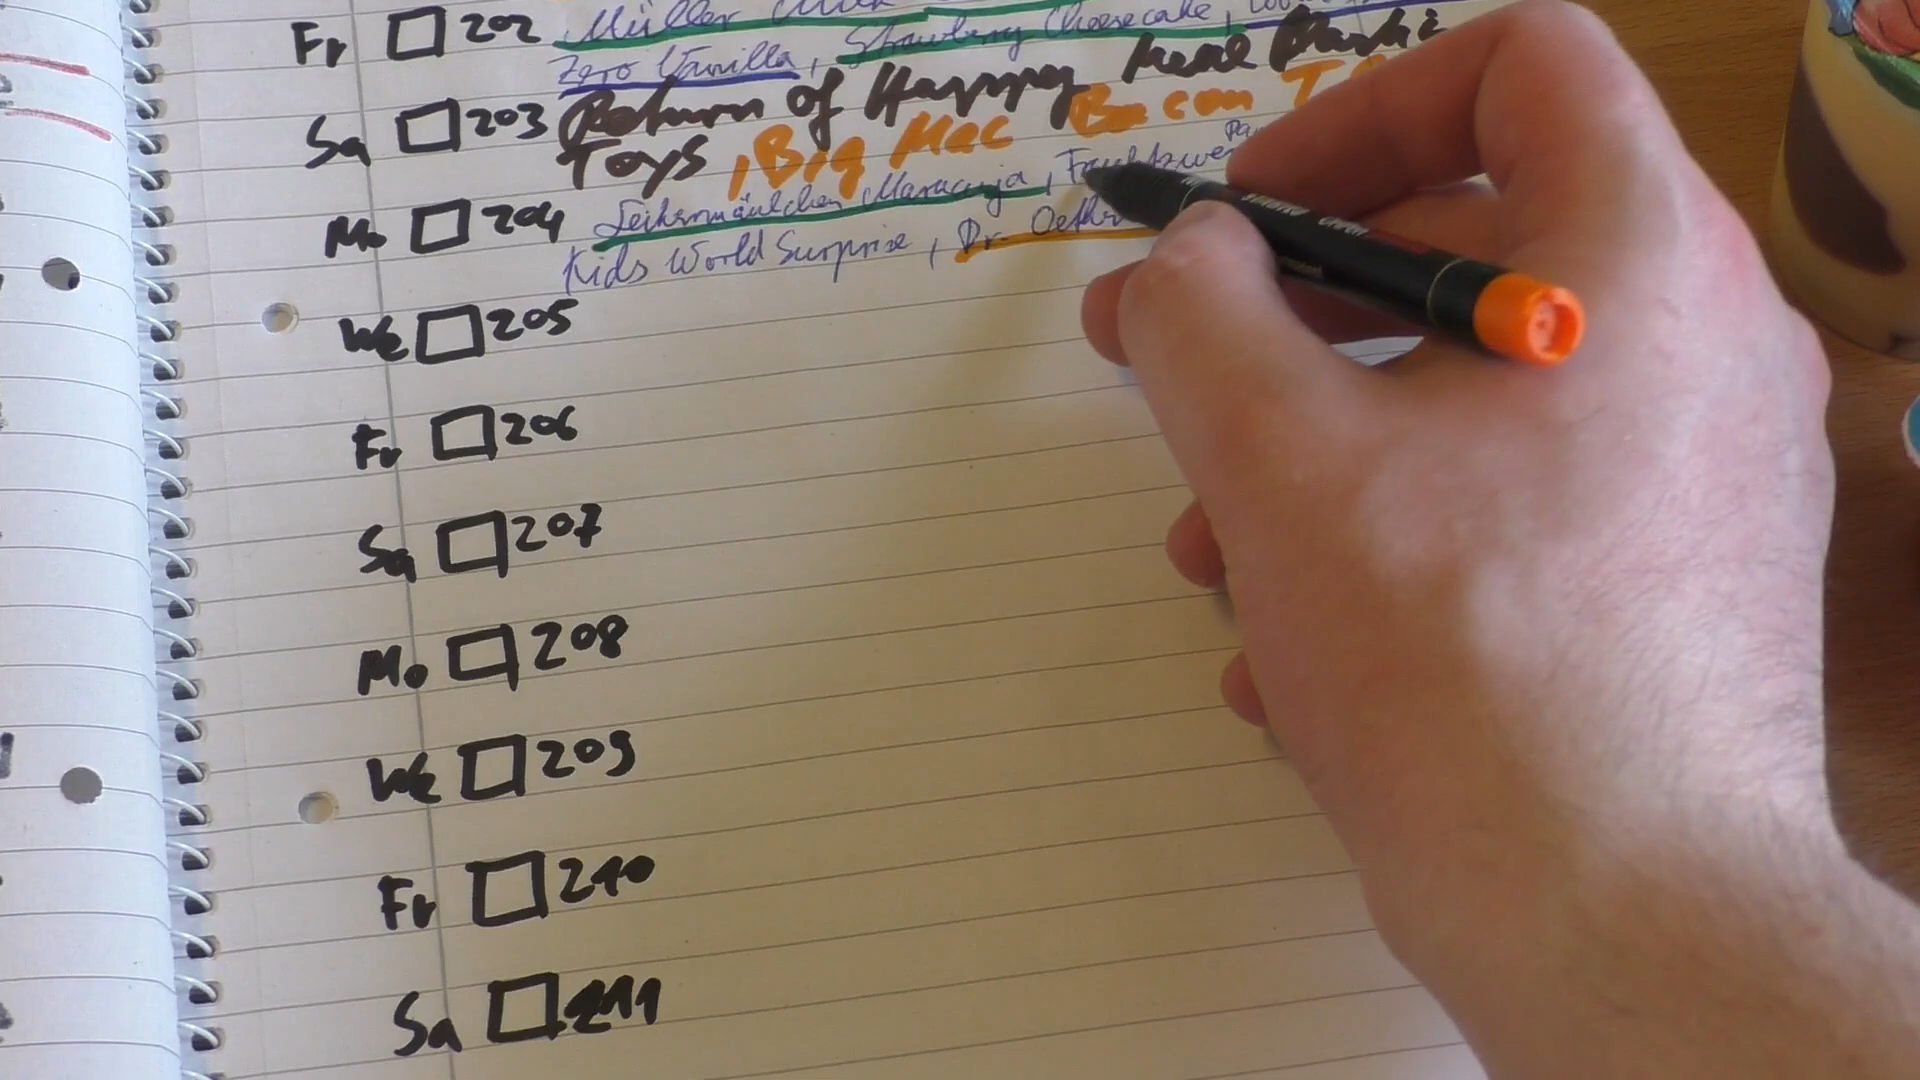 Fr 202 Müller
Zero Vanilla, Strawberry Cheesecake,
Sa 203 Return of Happy Meal
Toys, Big Mac Bacon
Mo 204 Leckermäulchen Maracuja,
Kids World Surprise, Dr. Oetker
We 205
Fr 206
Sa 207
Mo 208
We 209
Fr 210
Sa 211